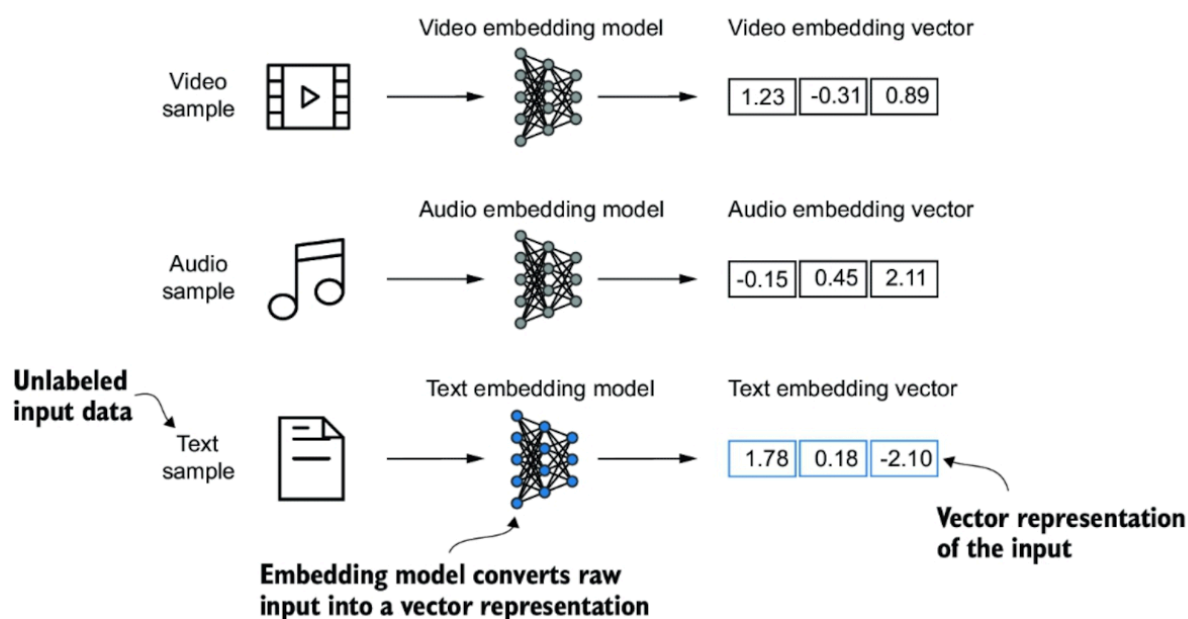 Video embedding model
Video embedding vector
Video
sample
1.23 -0.31 0.89
Audio embedding model
Audio embedding vector
Audio
sample
-0.15 0.45 2.11
Unlabeled
input data
Text embedding model
Text embedding vector
Text
sample
1.78 0.18 -2.10
Vector representation
of the input
Embedding model converts raw
input into a vector representation